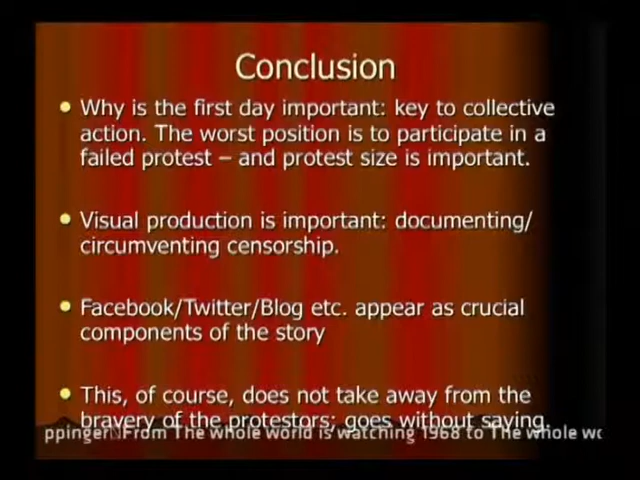 Conclusion
Why is the first day important: key to collective
action. The worst position is to participate in a
failed protest – and protest size is important.
Visual production is important: documenting/
circumventing censorship.
Facebook/Twitter/Blog etc. appear as crucial
components of the story
This, of course, does not take away from the
bravery of the protestors; goes without saying.
ppinger From The whole world is watching 1968 to The whole wo